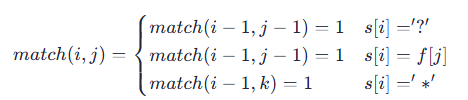 match(i − 1, j − 1) = 1 s[i] ='?'
match(i, j) = { match(i − 1, j − 1) = 1 s[i] = f[j]
match(i − 1, k) = 1 s[i] =' ∗'